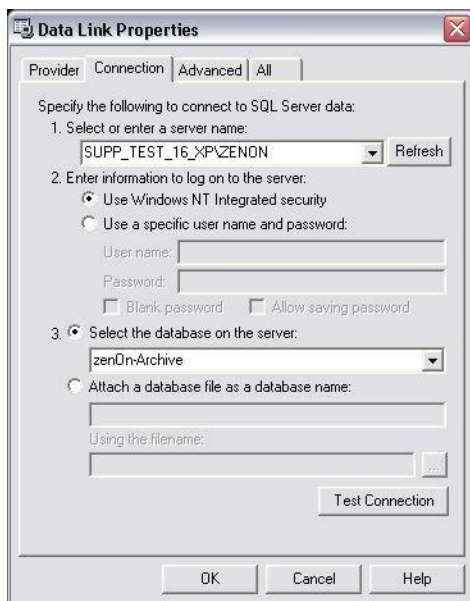 Data Link Properties
Provider Connection Advanced All
Specify the following to connect to SQL Server data:
1. Select or enter a server name:
SUPP_TEST_16_XP\ZENON Refresh
2. Enter information to log on to the server:
Use Windows NT Integrated security
Use a specific user name and password:
User name:
Password:
Blank password Allow saving password
3. Select the database on the server:
zenOn-Archive
Attach a database file as a database name:
Using the filename:
...
Test Connection
OK Cancel Help